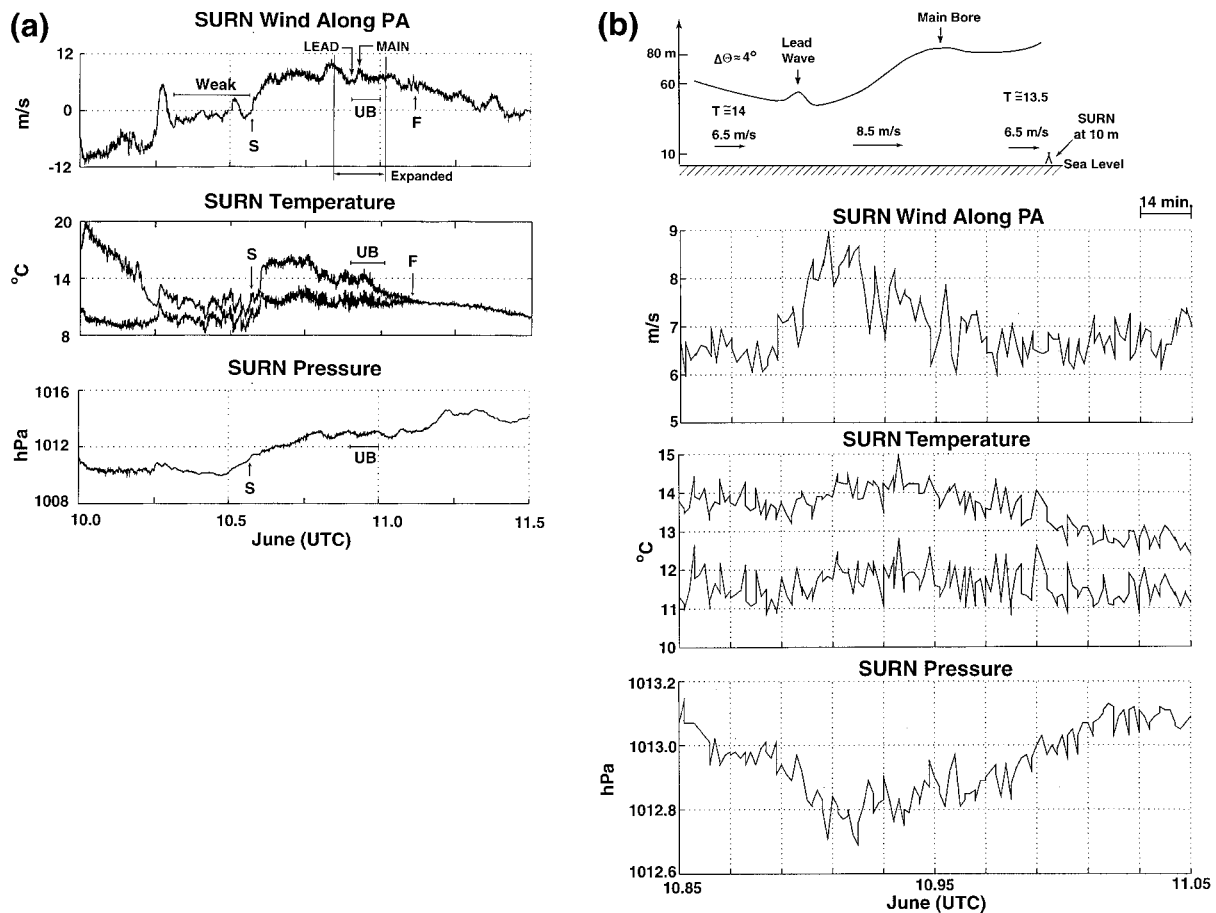 (a)
SURN Wind Along PA
12
0
-12
m/s
LEAD
MAIN
Weak
UB
S
F
Expanded
SURN Temperature
20
14
8
°C
S
UB
F
SURN Pressure
1016
1012
1008
hPa
S
UB
10.0
10.5
11.0
11.5
June (UTC)
(b)
Main Bore
80 m
60
10
ΔΘ≈4°
Lead
Wave
T≅14
6.5 m/s
8.5 m/s
T≅13.5
6.5 m/s
SURN
at 10 m
Sea Level
14 min.
SURN Wind Along PA
9
8
7
6
5
m/s
SURN Temperature
15
14
13
12
11
10
°C
SURN Pressure
1013.2
1013.0
1012.8
1012.6
hPa
10.85
10.95
11.05
June (UTC)